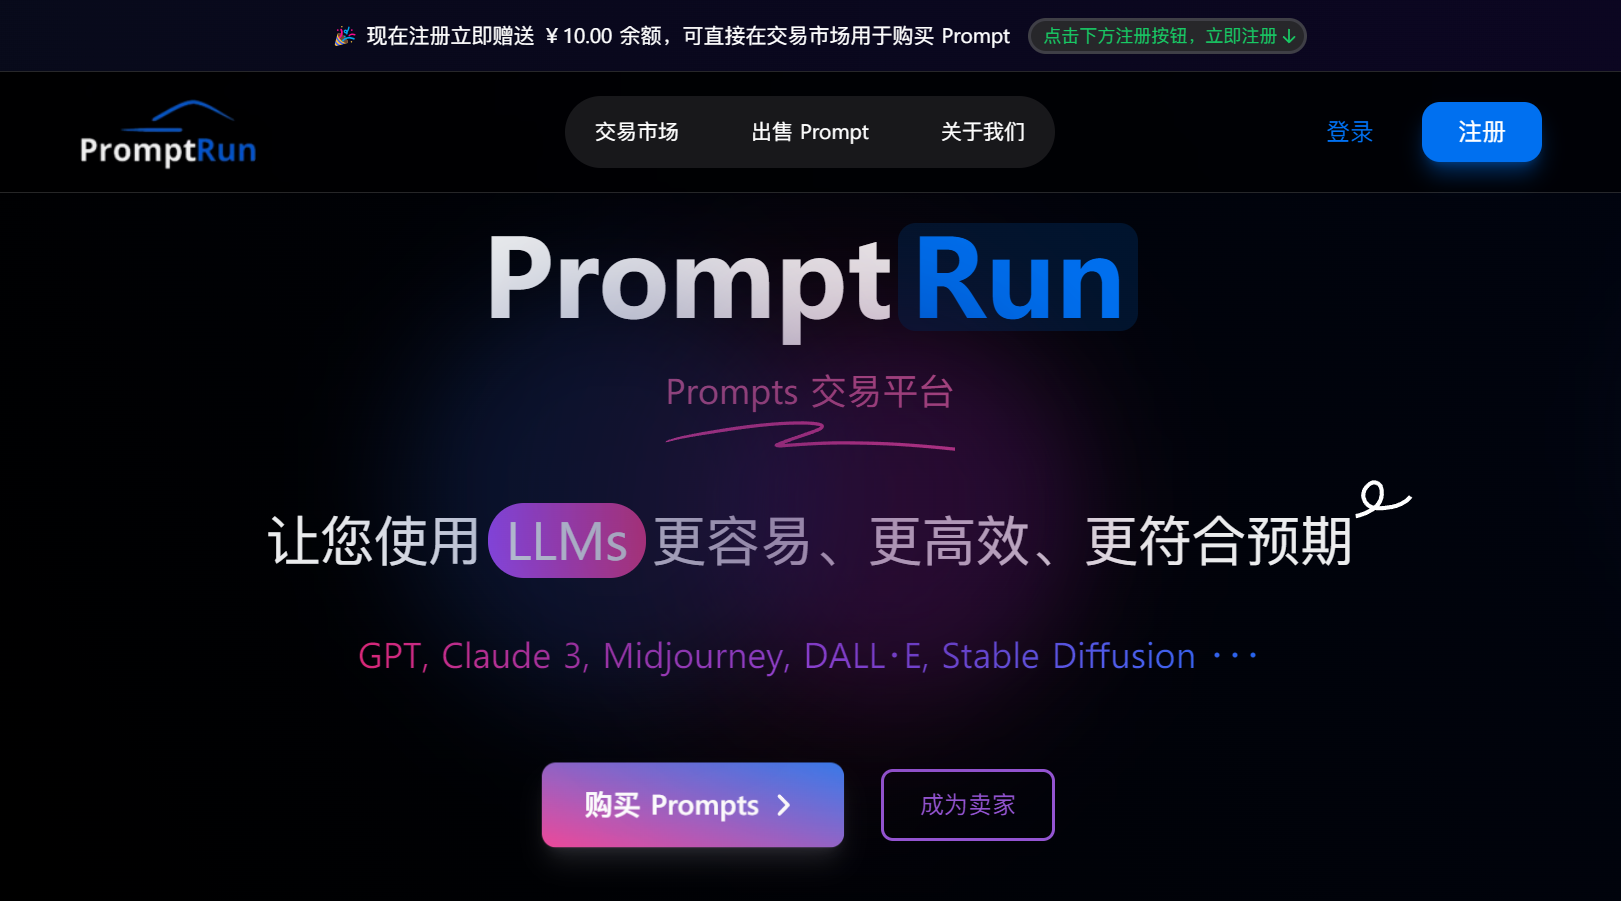 🎉 现在注册立即赠送 ￥10.00 余额，可直接在交易市场用于购买 Prompt 点击下方注册按钮，立即注册↓
PromptRun
交易市场 出售 Prompt 关于我们
登录 注册
Prompt Run
Prompts 交易平台
让您使用 LLMs 更容易、更高效、更符合预期
GPT, Claude 3, Midjourney, DALL·E, Stable Diffusion ···
购买 Prompts >
成为卖家